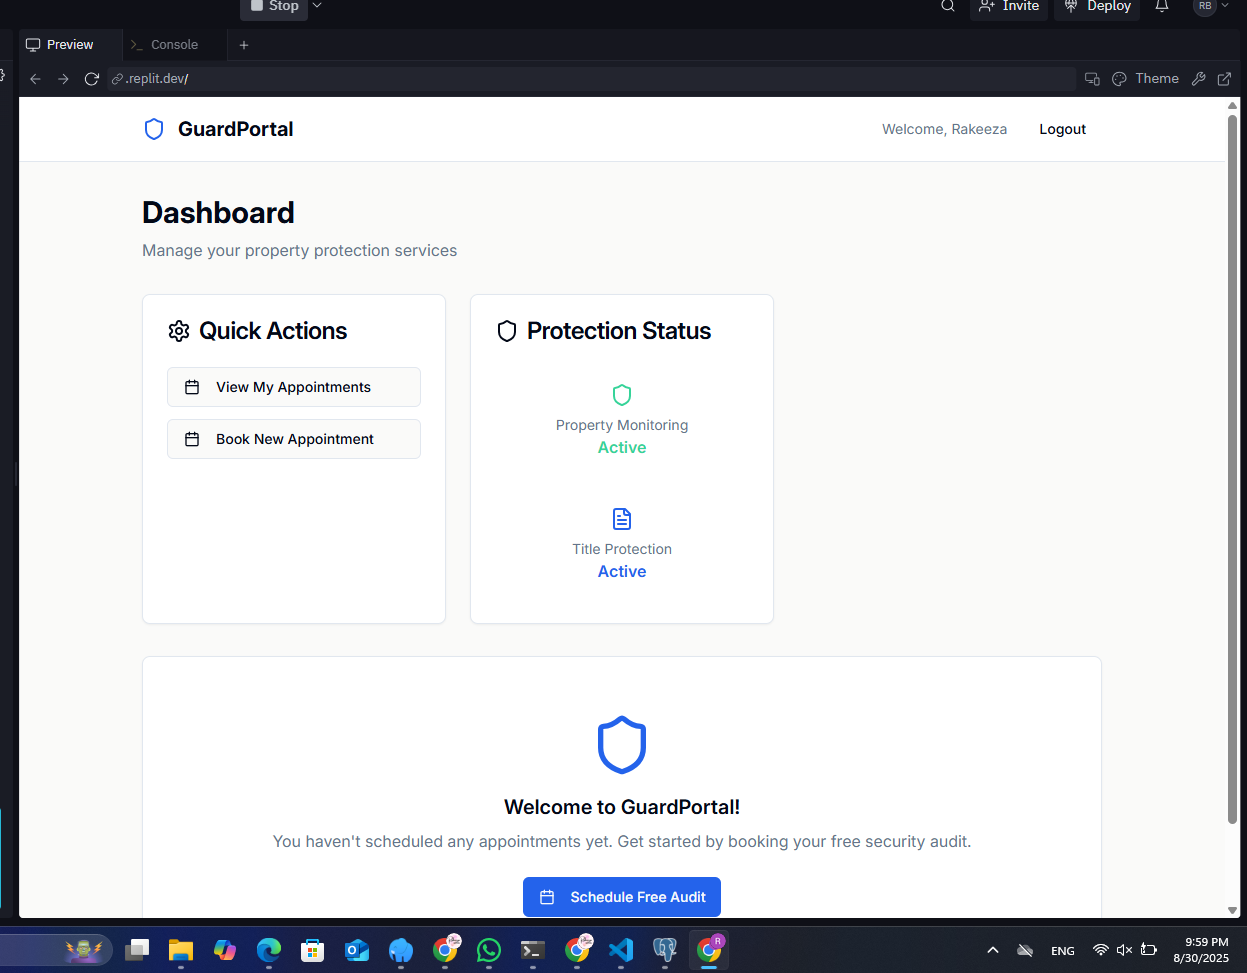 Stop
Invite
Deploy
RB
Preview
Console
.replit.dev/
Theme
GuardPortal
Welcome, Rakeeza
Logout
Dashboard
Manage your property protection services
Quick Actions
View My Appointments
Book New Appointment
Protection Status
Property Monitoring
Active
Title Protection
Active
Welcome to GuardPortal!
You haven't scheduled any appointments yet. Get started by booking your free security audit.
Schedule Free Audit
R
ENG
9:59 PM
8/30/2025